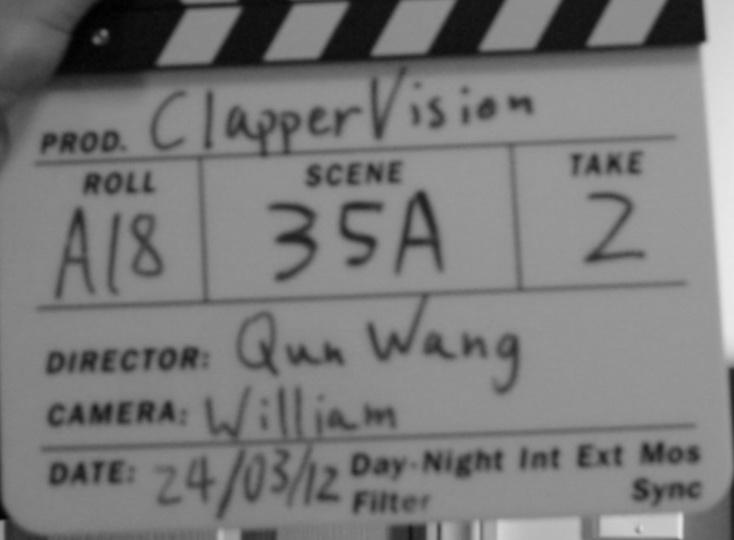 PROD. ClapperVision
ROLL SCENE TAKE
A18 35A 2
DIRECTOR: Qun Wang
CAMERA: William
DATE: 24/03/12 Day-Night Int Ext Mos
Filter Sync